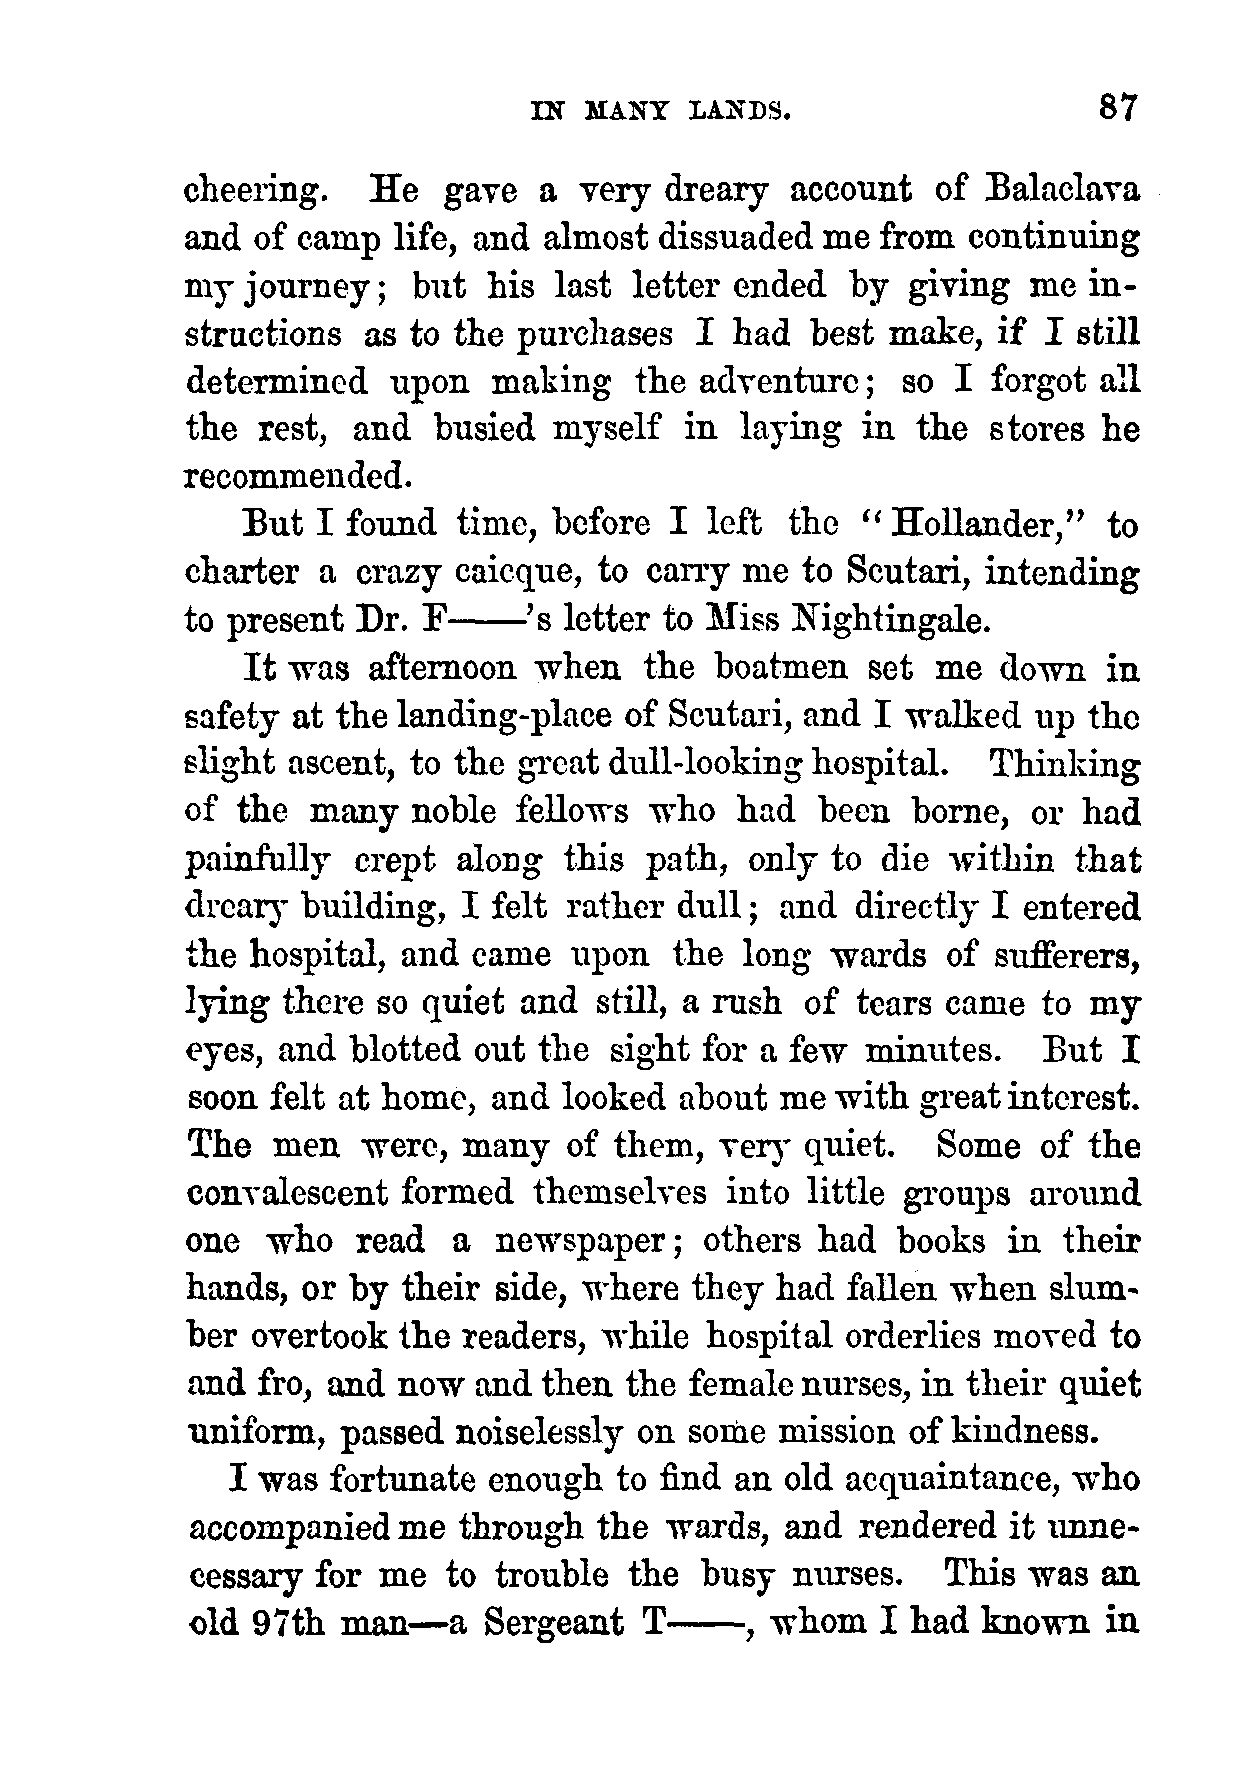 IN MANY LANDS. 87
cheering. He gave a very dreary account of Balaclava
and of camp life, and almost dissuaded me from continuing
my journey; but his last letter ended by giving me in-
structions as to the purchases I had best make, if I still
determined upon making the adventure; so I forgot all
the rest, and busied myself in laying in the stores he
recommended.
But I found time, before I left the “Hollander,” to
charter a crazy caicque, to carry me to Scutari, intending
to present Dr. F——’s letter to Miss Nightingale.
It was afternoon when the boatmen set me down in
safety at the landing-place of Scutari, and I walked up the
slight ascent, to the great dull-looking hospital. Thinking
of the many noble fellows who had been borne, or had
painfully crept along this path, only to die within that
dreary building, I felt rather dull; and directly I entered
the hospital, and came upon the long wards of sufferers,
lying there so quiet and still, a rush of tears came to my
eyes, and blotted out the sight for a few minutes. But I
soon felt at home, and looked about me with great interest.
The men were, many of them, very quiet. Some of the
convalescent formed themselves into little groups around
one who read a newspaper; others had books in their
hands, or by their side, where they had fallen when slum-
ber overtook the readers, while hospital orderlies moved to
and fro, and now and then the female nurses, in their quiet
uniform, passed noiselessly on some mission of kindness.
I was fortunate enough to find an old acquaintance, who
accompanied me through the wards, and rendered it unne-
cessary for me to trouble the busy nurses. This was an
old 97th man—a Sergeant T——, whom I had known in